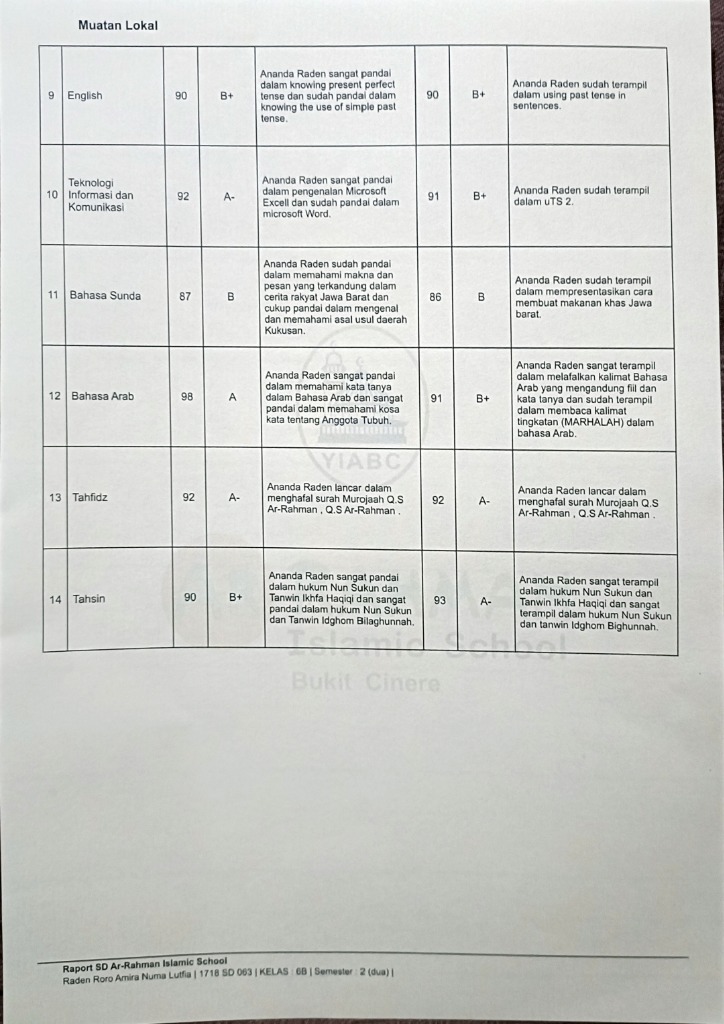 Muatan Lokal
9 English 90 B+ Ananda Raden sangat pandai
dalam knowing present perfect
tense dan sudah pandai dalam
knowing the use of simple past
tense.
90 B+ Ananda Raden sudah terampil
dalam using past tense in
sentences.
10 Teknologi
Informasi dan
Komunikasi
92 A- Ananda Raden sangat pandai
dalam pengenalan Microsoft
Excell dan sudah pandai dalam
microsoft Word.
91 B+ Ananda Raden sudah terampil
dalam uTS 2.
11 Bahasa Sunda 87 B Ananda Raden sudah pandai
dalam memahami makna dan
pesan yang terkandung dalam
cerita rakyat Jawa Barat dan
cukup pandai dalam mengenal
dan memahami asal usul daerah
Kukusan.
86 B Ananda Raden sudah terampil
dalam mempresentasikan cara
membuat makanan khas Jawa
barat.
12 Bahasa Arab 98 A Ananda Raden sangat pandai
dalam memahami kata tanya
dalam Bahasa Arab dan sangat
pandai dalam memahami kosa
kata tentang Anggota Tubuh.
91 B+ Ananda Raden sangat terampil
dalam melafalkan kalimat Bahasa
Arab yang mengandung fiil dan
kata tanya dan sudah terampil
dalam membaca kalimat
tingkatan (MARHALAH) dalam
bahasa Arab.
YIABC
13 Tahfidz 92 A- Ananda Raden lancar dalam
menghafal surah Murojaah Q.S
Ar-Rahman , Q.S Ar-Rahman .
92 A- Ananda Raden lancar dalam
menghafal surah Murojaah Q.S
Ar-Rahman , Q.S Ar-Rahman .
14 Tahsin 90 B+ Ananda Raden sangat pandai
dalam hukum Nun Sukun dan
Tanwin Ikhfa Haqiqi dan sangat
pandai dalam hukum Nun Sukun
dan Tanwin Idghom Bilaghunnah.
93 A- Ananda Raden sangat terampil
dalam hukum Nun Sukun dan
Tanwin Ikhfa Haqiqi dan sangat
terampil dalam hukum Nun Sukun
dan tanwin Idghom Bighunnah.
Islamic School
Bukit Cinere
Raport SD Ar-Rahman Islamic School
Raden Roro Amira Numa Lutfia | 1718 SD 063 | KELAS : 6B | Semester : 2 (dua) |